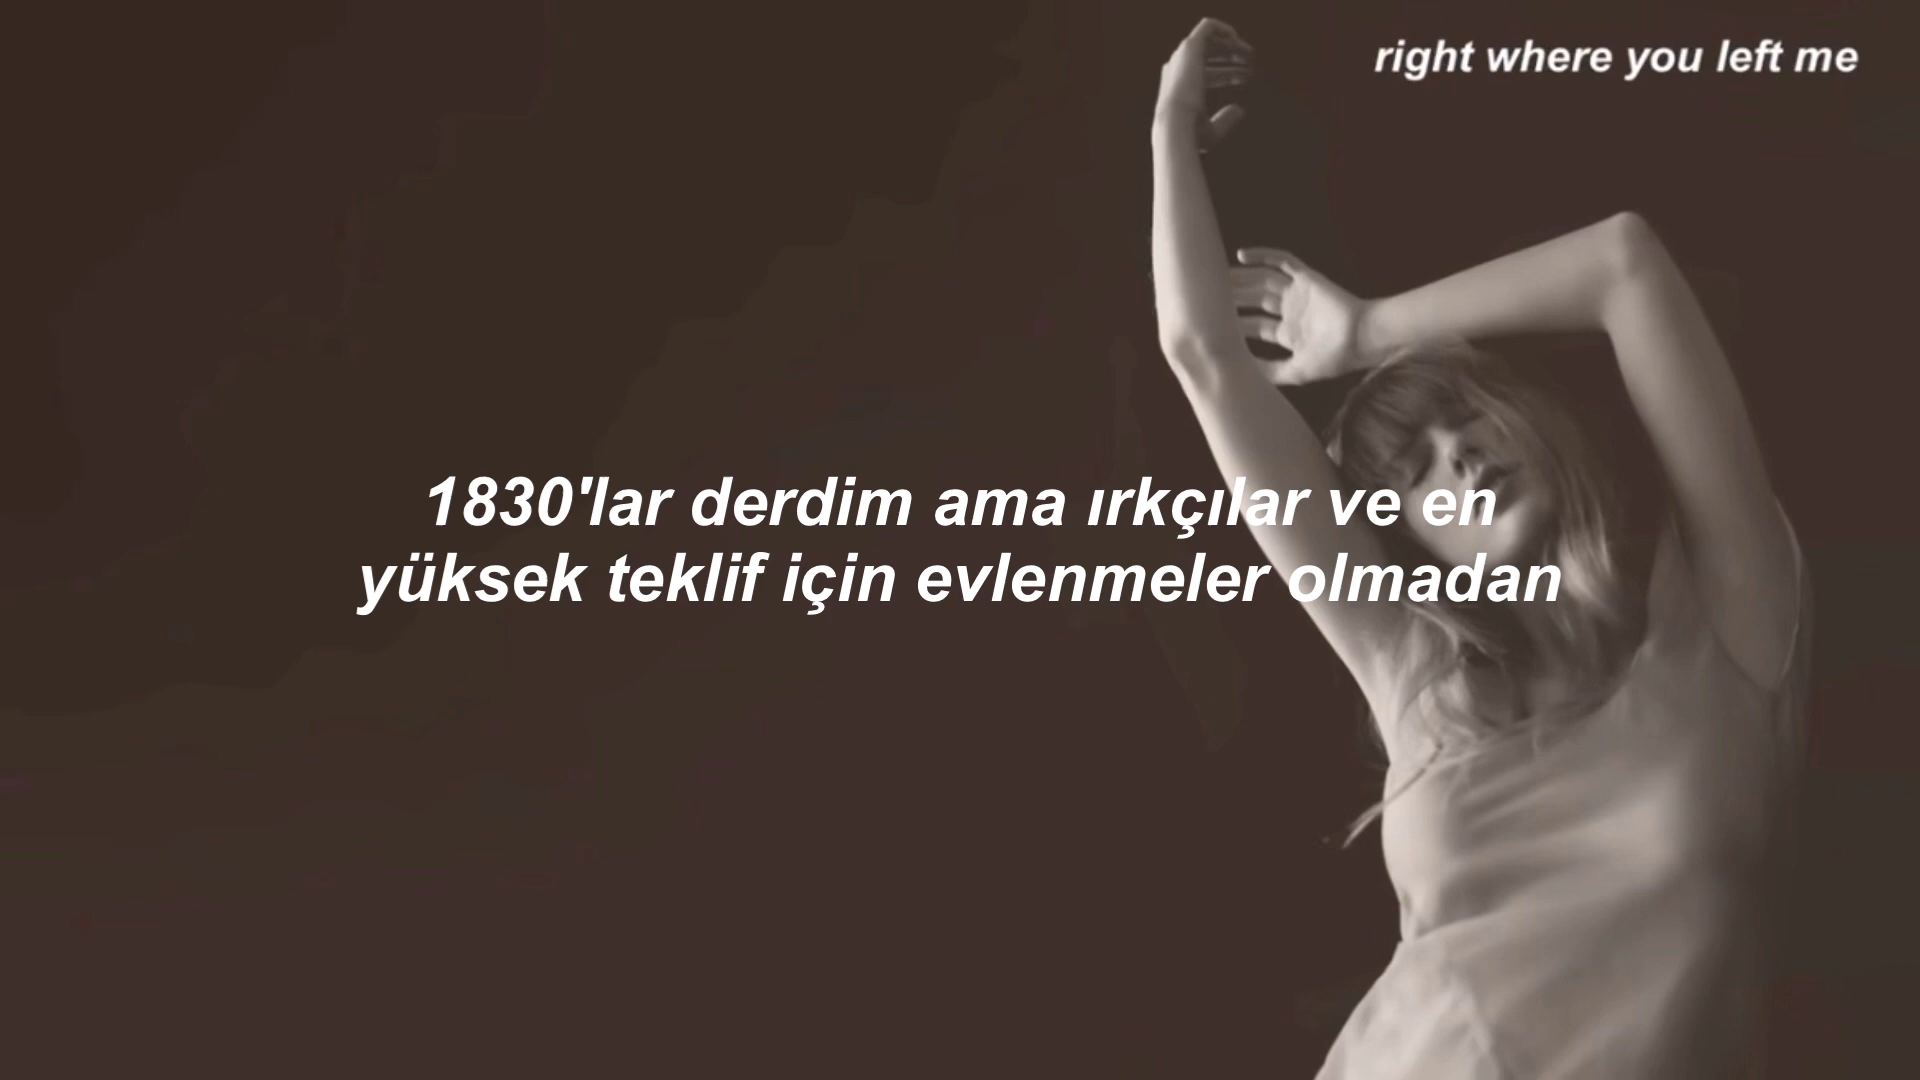 right where you left me
1830'lar derdim ama ırkçılar ve en
yüksek teklif için evlenmeler olmadan